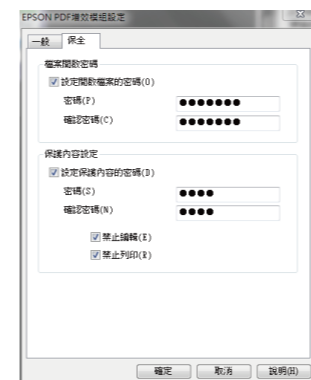 EPSON PDF增效模組設定
一般 保全
檔案開啟密碼
設定開啟檔案的密碼(O)
密碼(P) ●●●●●●●
確認密碼(C) ●●●●●●●
保護內容設定
設定保護內容的密碼(D)
密碼(S) ●●●●
確認密碼(N) ●●●●
禁止編輯(E)
禁止列印(R)
確定 取消 說明(H)